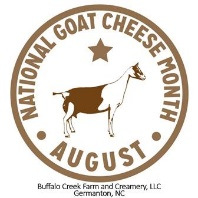 NATIONAL GOAT CHEESE MONTH
• AUGUST •
Buffalo Creek Farm and Creamery, LLC
Germanton, NC